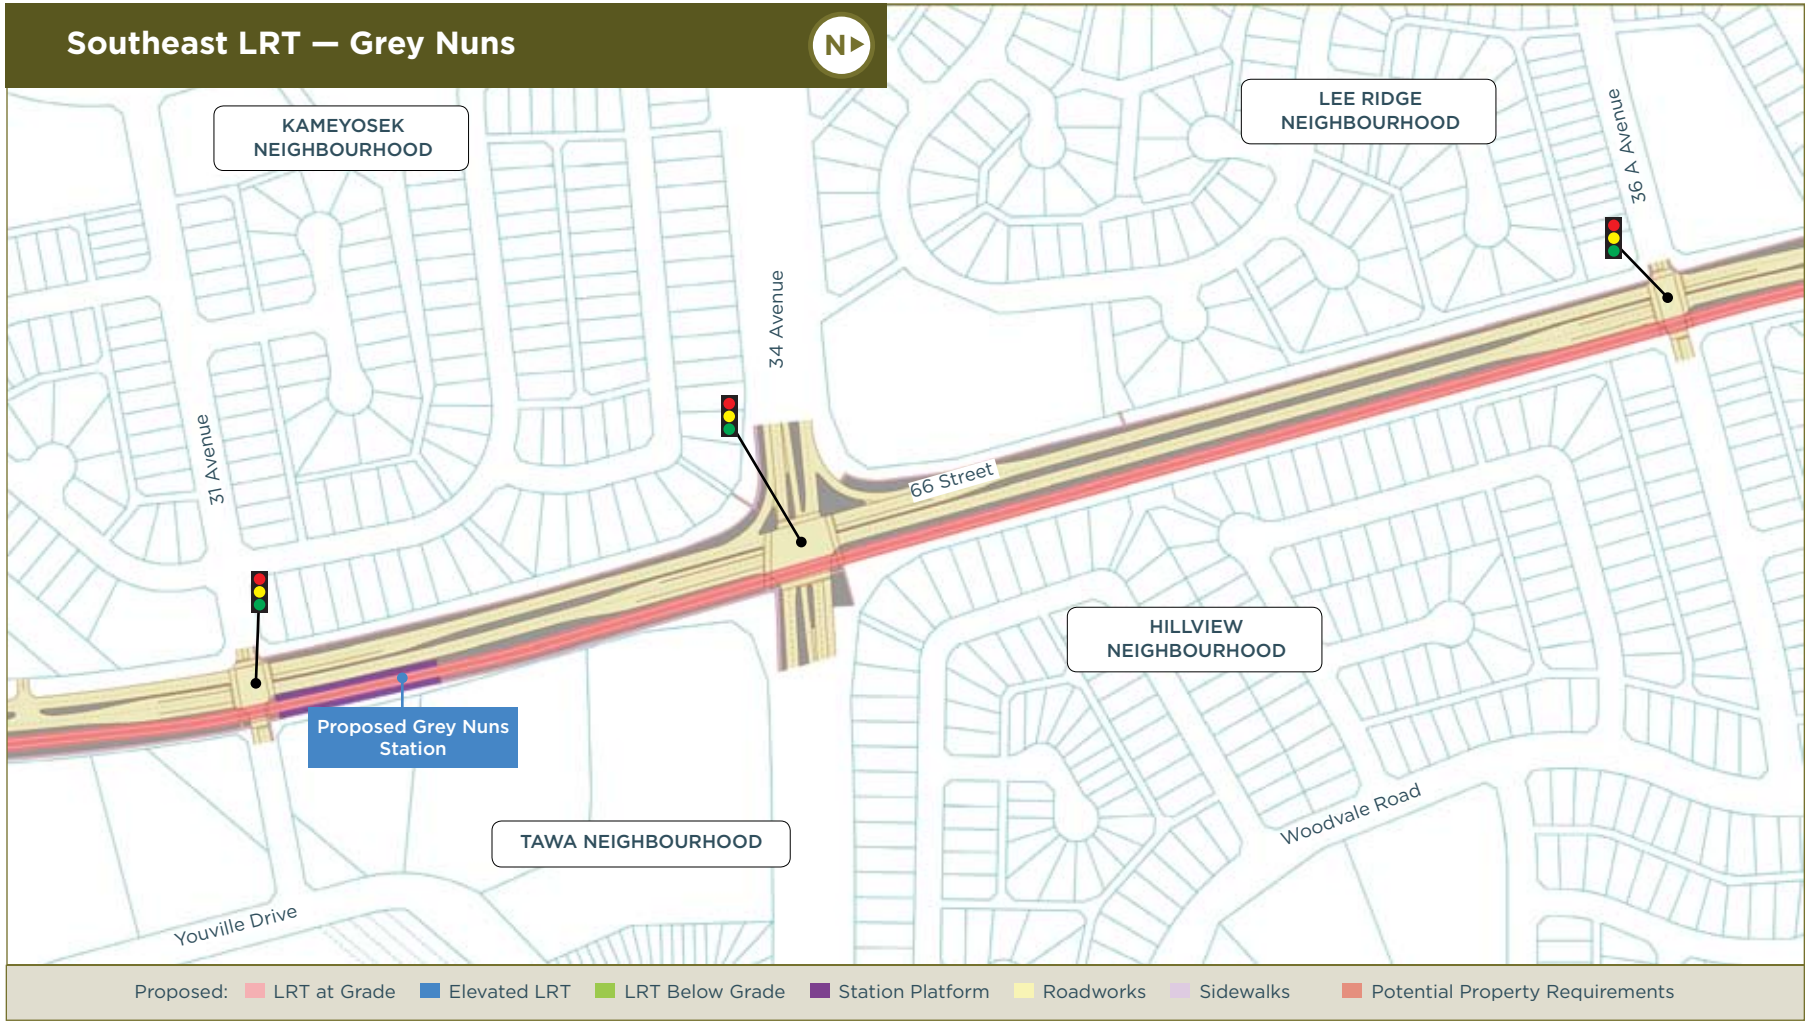 Southeast LRT — Grey Nuns
N
KAMEYOSEK
NEIGHBOURHOOD
LEE RIDGE
NEIGHBOURHOOD
36 A Avenue
34 Avenue
31 Avenue
66 Street
HILLVIEW
NEIGHBOURHOOD
Proposed Grey Nuns
Station
TAWA NEIGHBOURHOOD
Woodvale Road
Youville Drive
Proposed: LRT at Grade Elevated LRT LRT Below Grade Station Platform Roadworks Sidewalks Potential Property Requirements